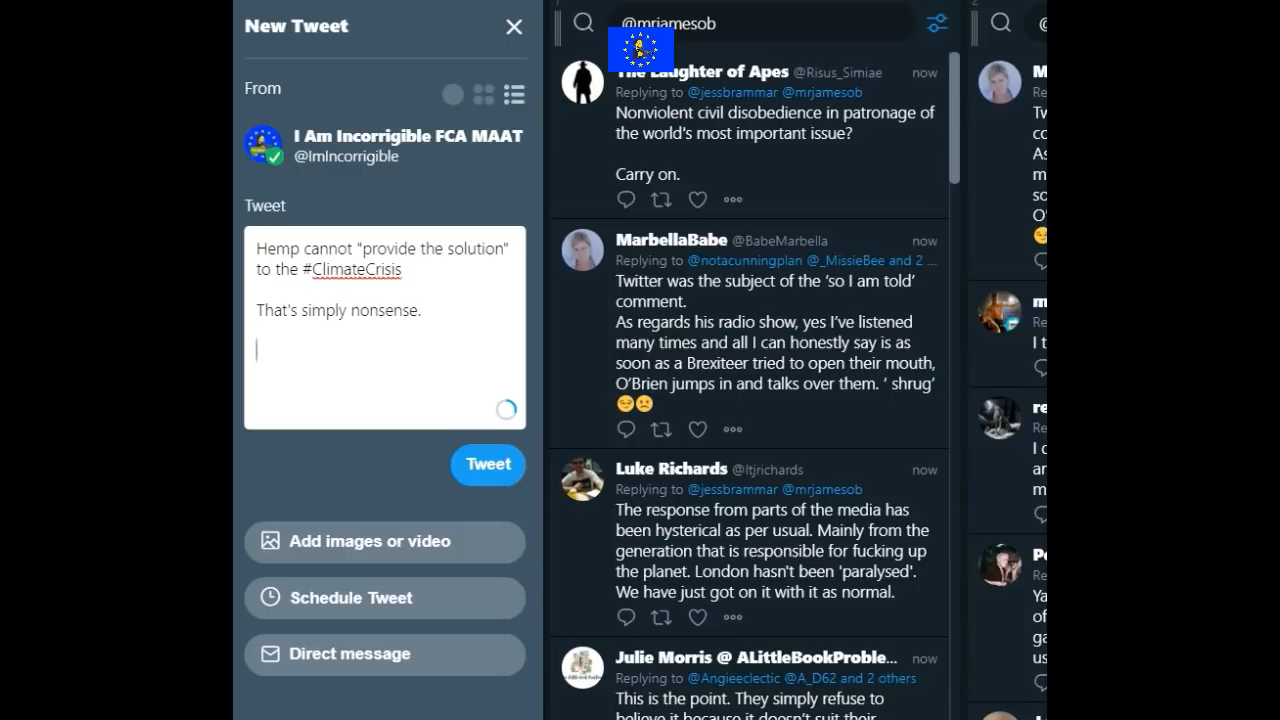 New Tweet
From
I Am Incorrigible FCA MAAT
@ImIncorrigible
Tweet
Hemp cannot "provide the solution"
to the #ClimateCrisis
That's simply nonsense.
Tweet
Add images or video
Schedule Tweet
Direct message
@mrjamesob
The Laughter of Apes @Risus_Simiae now
Replying to @jessbrammar @mrjamesob
Nonviolent civil disobedience in patronage of
the world's most important issue?
Carry on.
MarbellaBabe @BabeMarbella now
Replying to @notacunningplan @_MissieBee and 2 ...
Twitter was the subject of the ‘so I am told’
comment.
As regards his radio show, yes I’ve listened
many times and all I can honestly say is as
soon as a Brexiteer tried to open their mouth,
O’Brien jumps in and talks over them. ‘ shrug’
😏☹️
Luke Richards @ltjrichards now
Replying to @jessbrammar @mrjamesob
The response from parts of the media has
been hysterical as per usual. Mainly from the
generation that is responsible for fucking up
the planet. London hasn't been 'paralysed'.
We have just got on it with it as normal.
Julie Morris @ ALittleBookProble... now
Replying to @Angieeclectic @A_D62 and 2 others
This is the point. They simply refuse to
believe it because it doesn't suit their